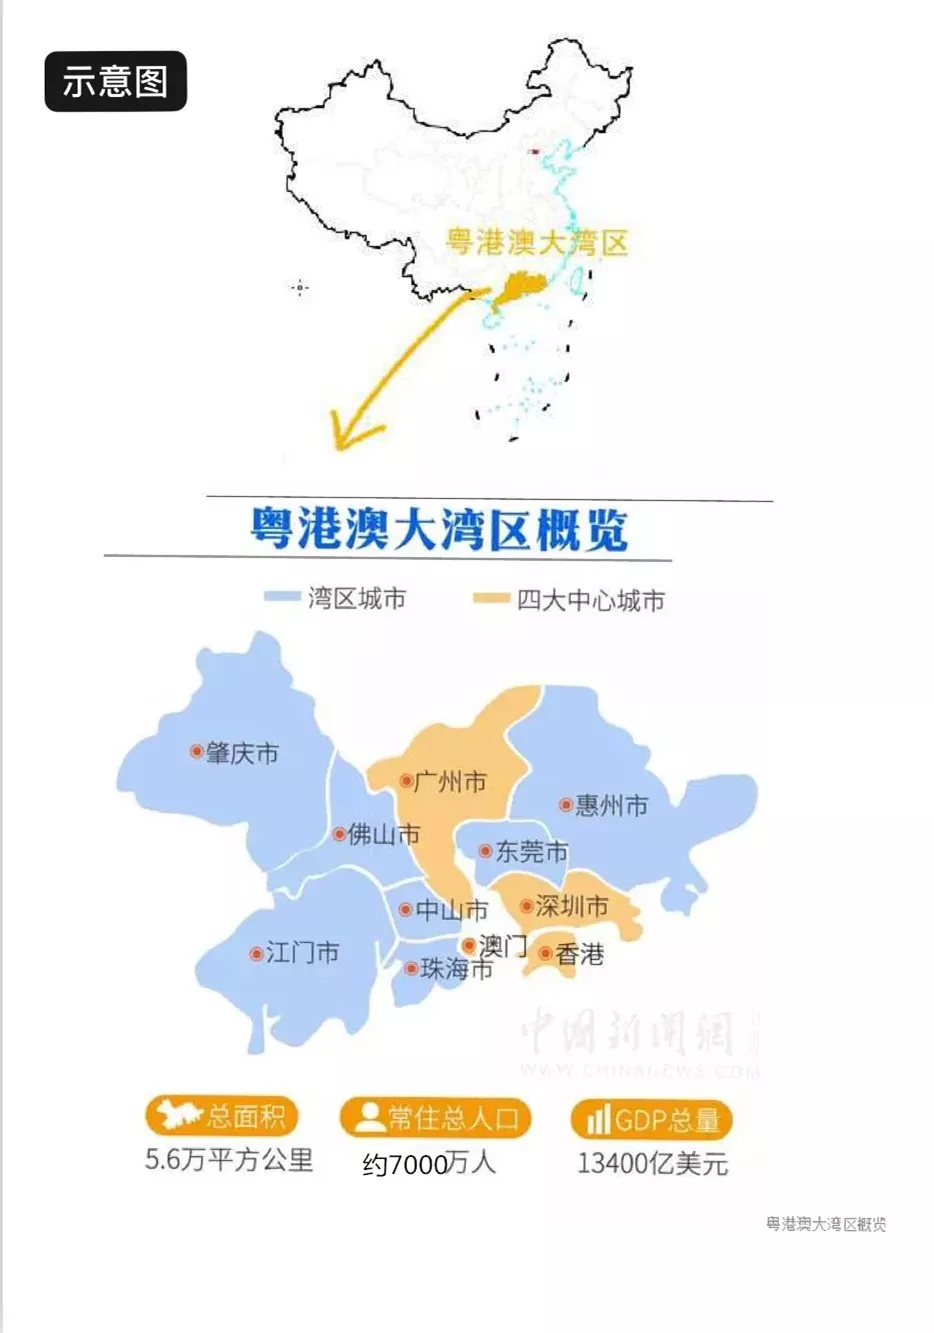 示意图
粤港澳大湾区
粤港澳大湾区概览
湾区城市 四大中心城市
肇庆市
广州市
惠州市
佛山市
东莞市
中山市
深圳市
江门市
澳门
香港
珠海市
中国新闻网
WWW.CHINANEWS.COM
总面积 常住总人口 GDP总量
5.6万平方公里 约7000万人 13400亿美元
粤港澳大湾区概览